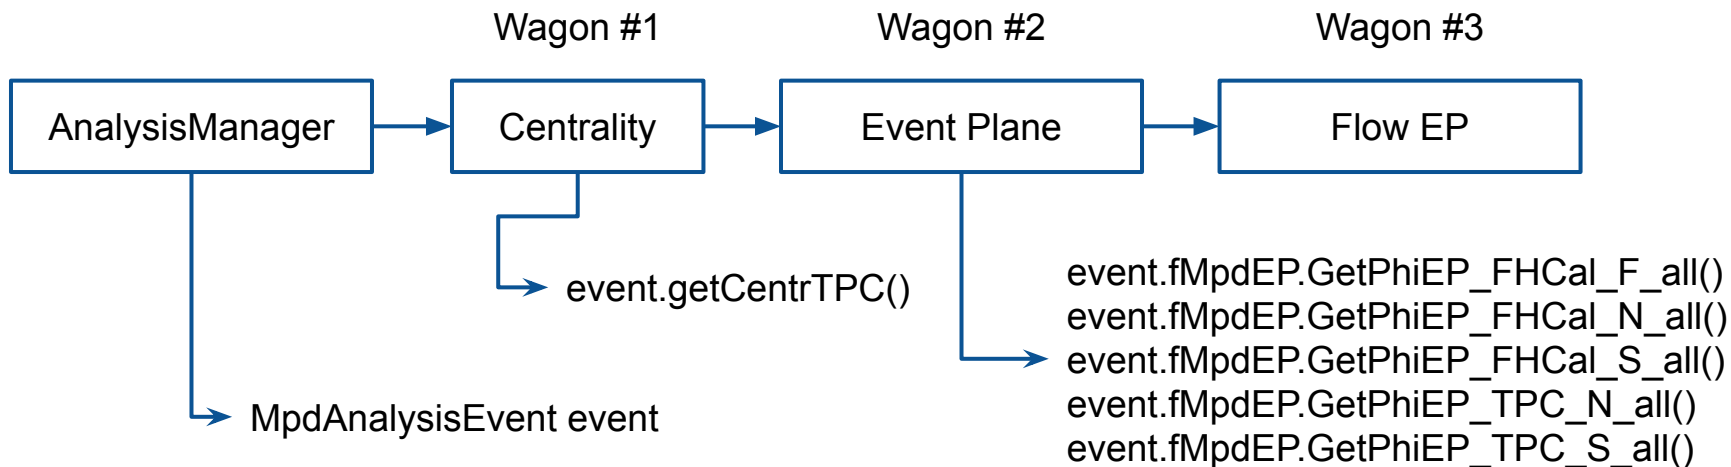 Wagon #1
Wagon #2
Wagon #3
AnalysisManager
Centrality
Event Plane
Flow EP
event.getCentrTPC()
MpdAnalysisEvent event
event.fMpdEP.GetPhiEP_FHCal_F_all()
event.fMpdEP.GetPhiEP_FHCal_N_all()
event.fMpdEP.GetPhiEP_FHCal_S_all()
event.fMpdEP.GetPhiEP_TPC_N_all()
event.fMpdEP.GetPhiEP_TPC_S_all()